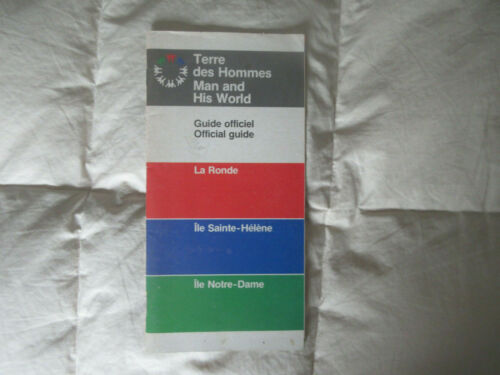 Terre
des Hommes
Man and
His World
Guide officiel
Official guide
La Ronde
Île Sainte-Hélène
Île Notre-Dame